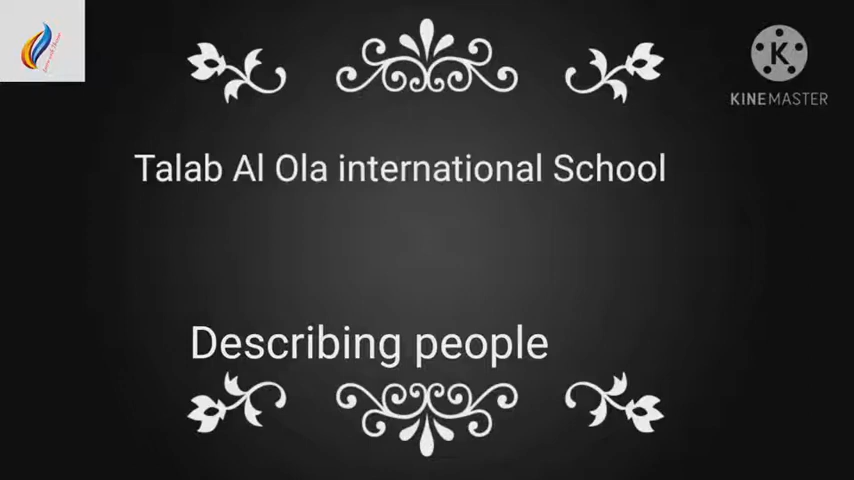 KINEMASTER
Talab Al Ola international School
Describing people